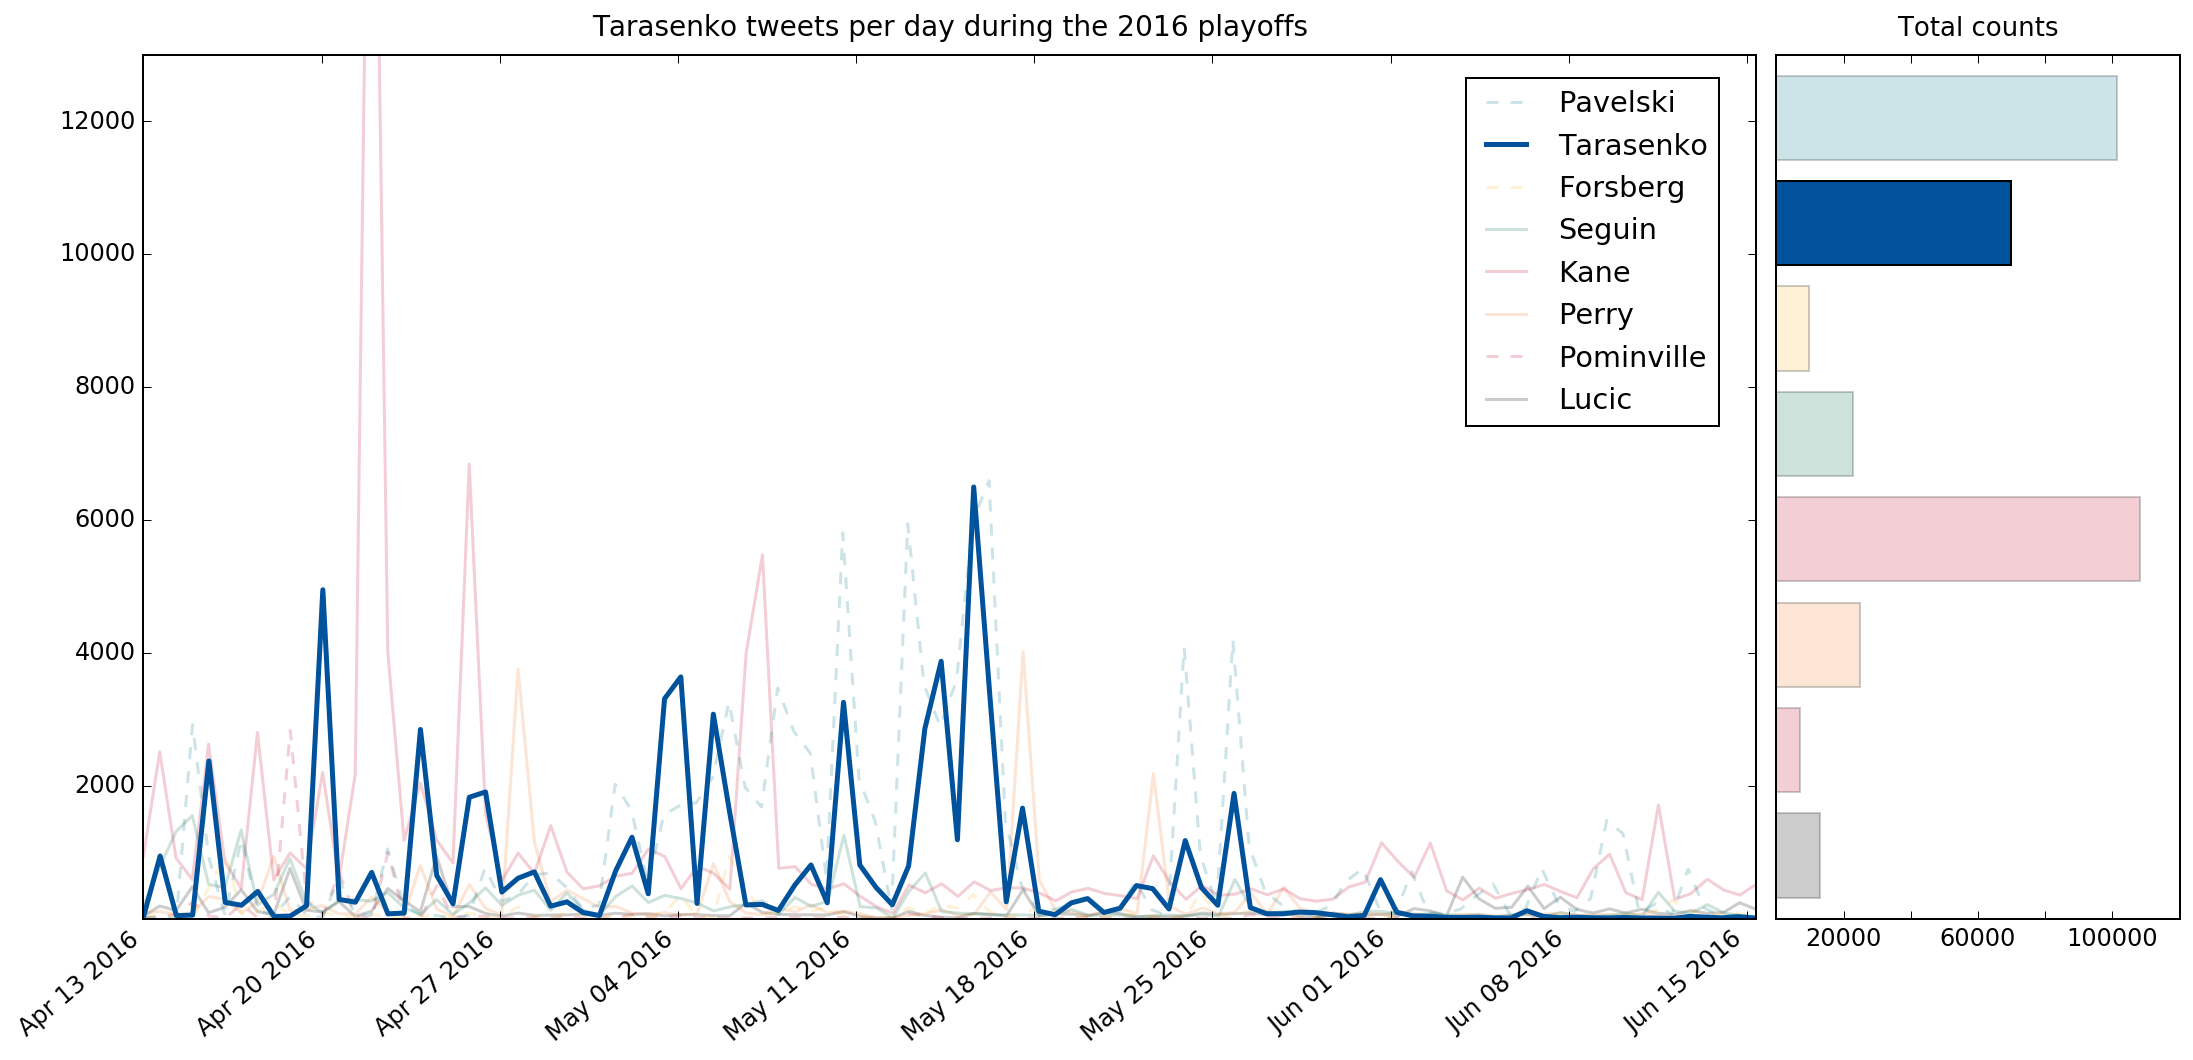 Tarasenko tweets per day during the 2016 playoffs
Total counts
12000
10000
8000
6000
4000
2000
Pavelski
Tarasenko
Forsberg
Seguin
Kane
Perry
Pominville
Lucic
Apr 13 2016
Apr 20 2016
Apr 27 2016
May 04 2016
May 11 2016
May 18 2016
May 25 2016
Jun 01 2016
Jun 08 2016
Jun 15 2016
20000
60000
100000